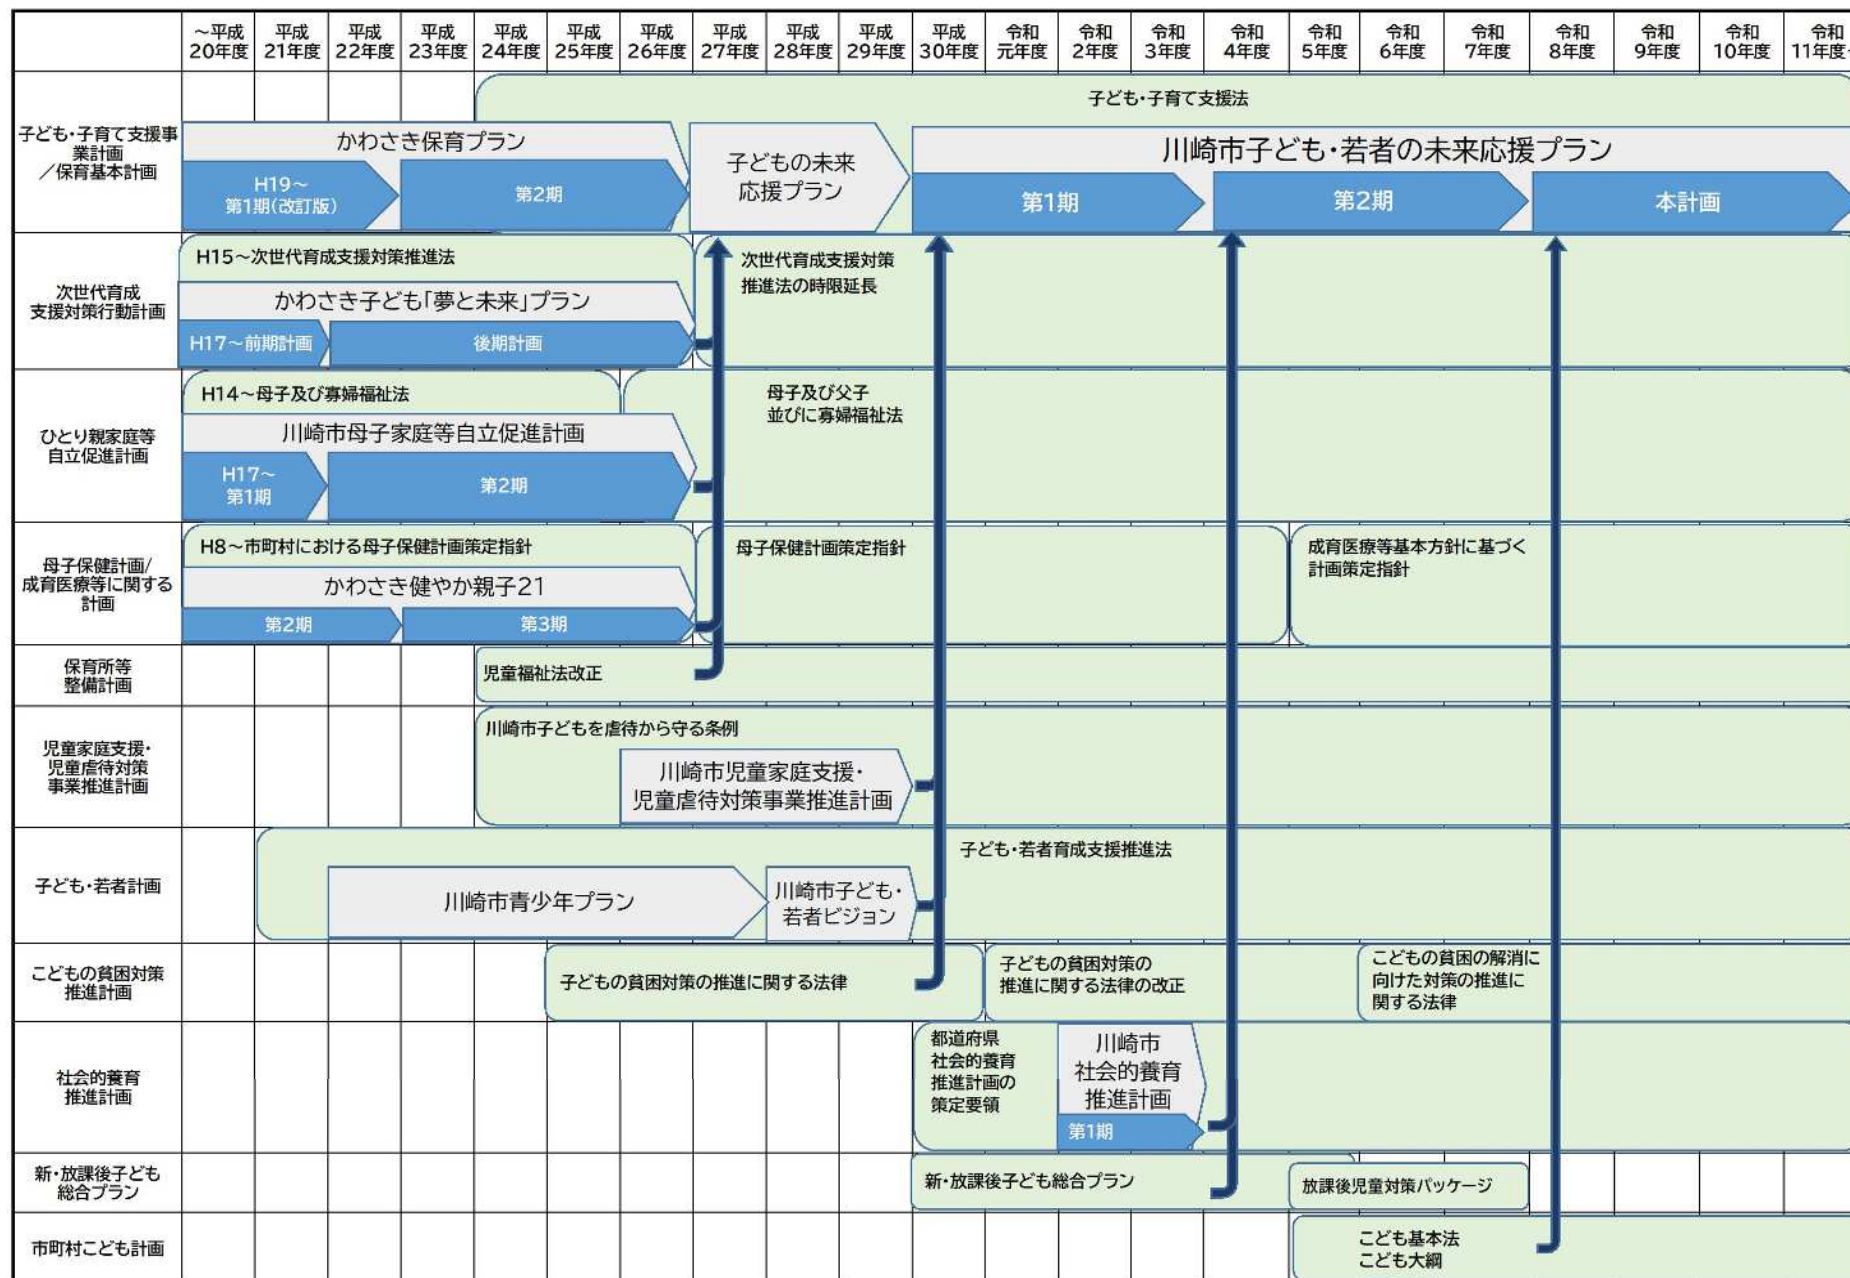 ～平成
20年度
平成
21年度
平成
22年度
平成
23年度
平成
24年度
平成
25年度
平成
26年度
平成
27年度
平成
28年度
平成
29年度
平成
30年度
令和
元年度
令和
2年度
令和
3年度
令和
4年度
令和
5年度
令和
6年度
令和
7年度
令和
8年度
令和
9年度
令和
10年度
令和
11年度～
子ども・子育て支援事
業計画
／保育基本計画
子ども・子育て支援法
かわさき保育プラン
H19～
第1期(改訂版)
第2期
子どもの未来
応援プラン
川崎市子ども・若者の未来応援プラン
第1期
第2期
本計画
次世代育成
支援対策行動計画
H15～次世代育成支援対策推進法
かわさき子ども「夢と未来」プラン
H17～前期計画
後期計画
次世代育成支援対策
推進法の時限延長
ひとり親家庭等
自立促進計画
H14～母子及び寡婦福祉法
川崎市母子家庭等自立促進計画
H17～
第1期
第2期
母子及び父子
並びに寡婦福祉法
母子保健計画/
成育医療等に関する
計画
H8～市町村における母子保健計画策定指針
かわさき健やか親子21
第2期
第3期
母子保健計画策定指針
成育医療等基本方針に基づく
計画策定指針
保育所等
整備計画
児童福祉法改正
児童家庭支援・
児童虐待対策
事業推進計画
川崎市子どもを虐待から守る条例
川崎市児童家庭支援・
児童虐待対策事業推進計画
子ども・若者計画
子ども・若者育成支援推進法
川崎市青少年プラン
川崎市子ども・
若者ビジョン
こどもの貧困対策
推進計画
子どもの貧困対策の推進に関する法律
子どもの貧困対策の
推進に関する法律の改正
こどもの貧困の解消に
向けた対策の推進に
関する法律
社会的養育
推進計画
都道府県
社会的養育
推進計画の
策定要領
川崎市
社会的養育
推進計画
第1期
新・放課後子ども
総合プラン
新・放課後子ども総合プラン
放課後児童対策パッケージ
市町村こども計画
こども基本法
こども大綱